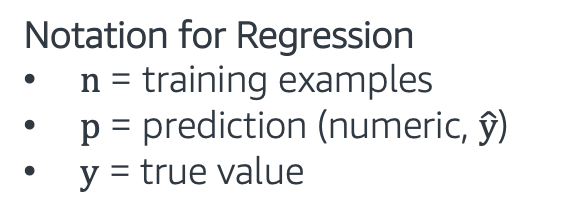 Notation for Regression
• n = training examples
• p = prediction (numeric, ŷ)
• y = true value